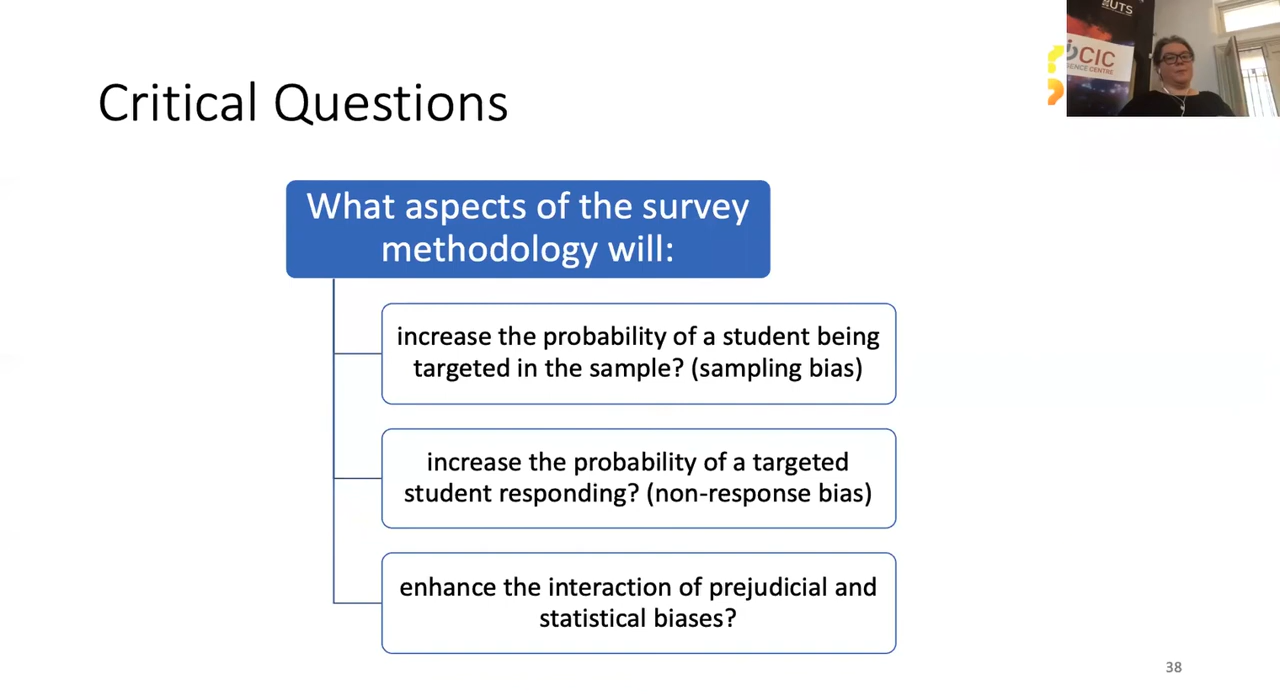 UTS
CIC
Critical Questions
What aspects of the survey
methodology will:
increase the probability of a student being
targeted in the sample? (sampling bias)
increase the probability of a targeted
student responding? (non-response bias)
enhance the interaction of prejudicial and
statistical biases?
38